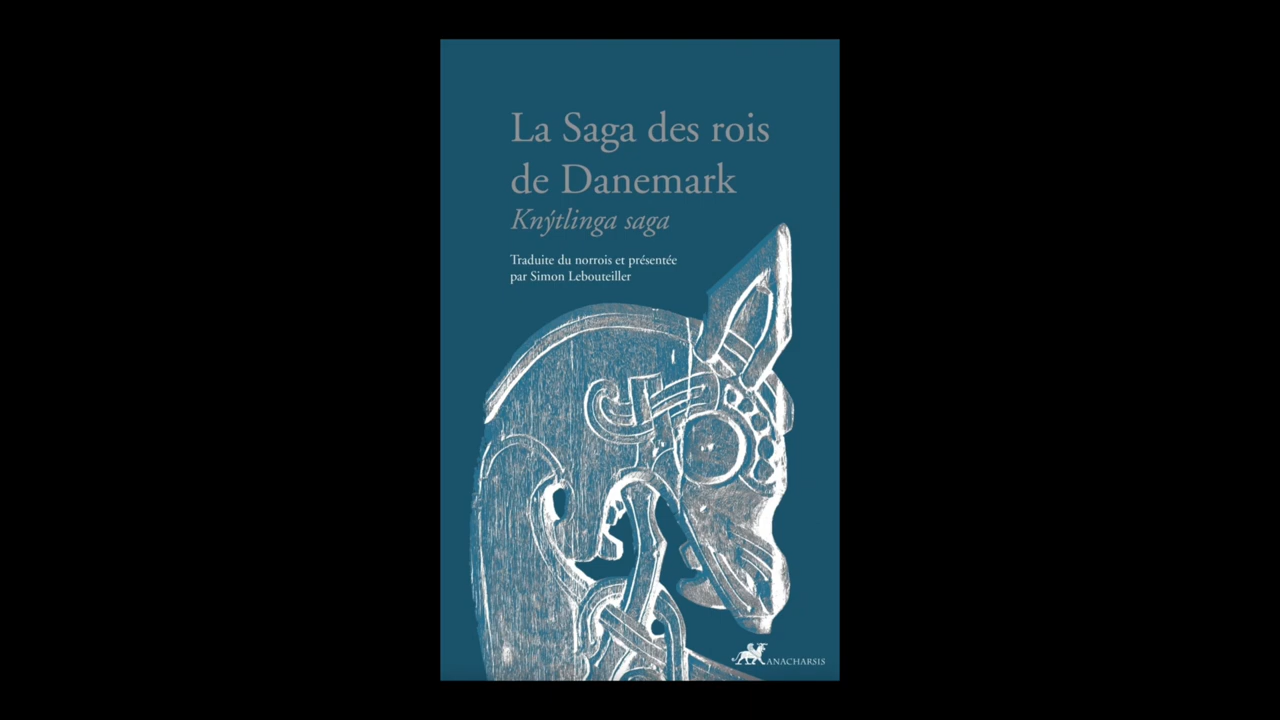 La Saga des rois
de Danemark
Knýtlinga saga
Traduite du norrois et présentée
par Simon Lebouteiller
ANACHARSIS